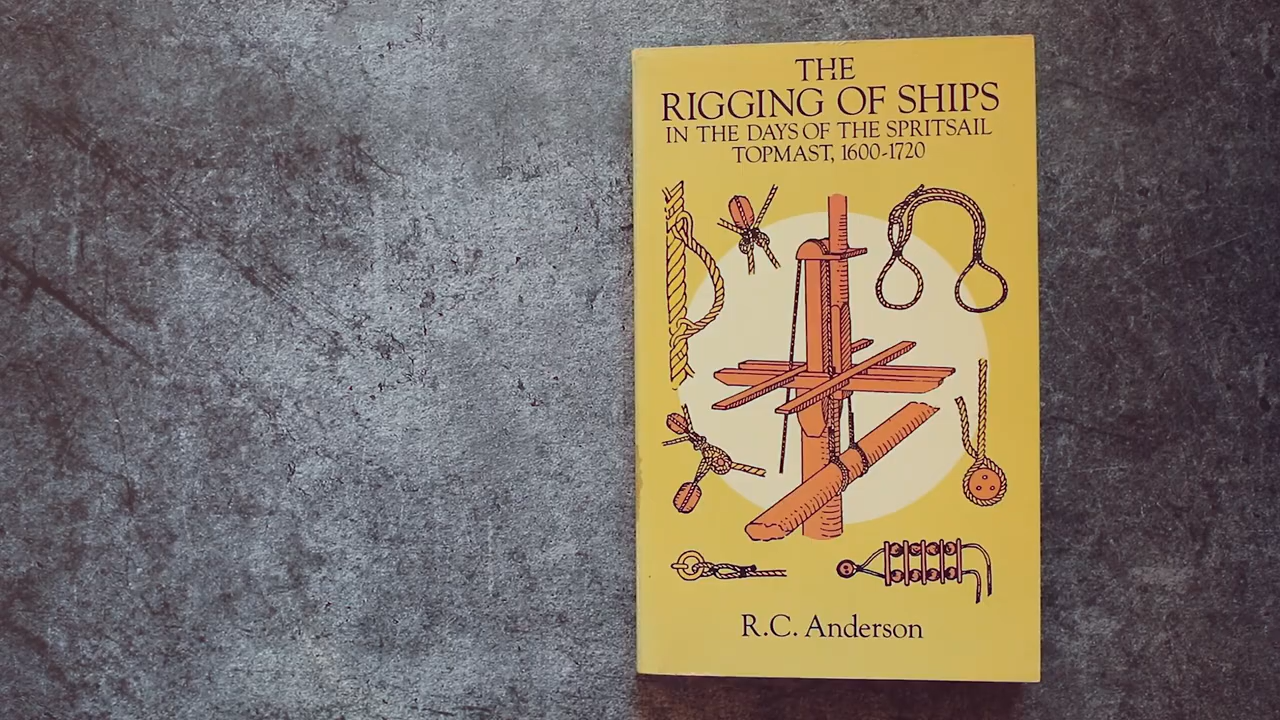 THE
RIGGING OF SHIPS
IN THE DAYS OF THE SPRITSAIL
TOPMAST, 1600-1720
R.C. Anderson